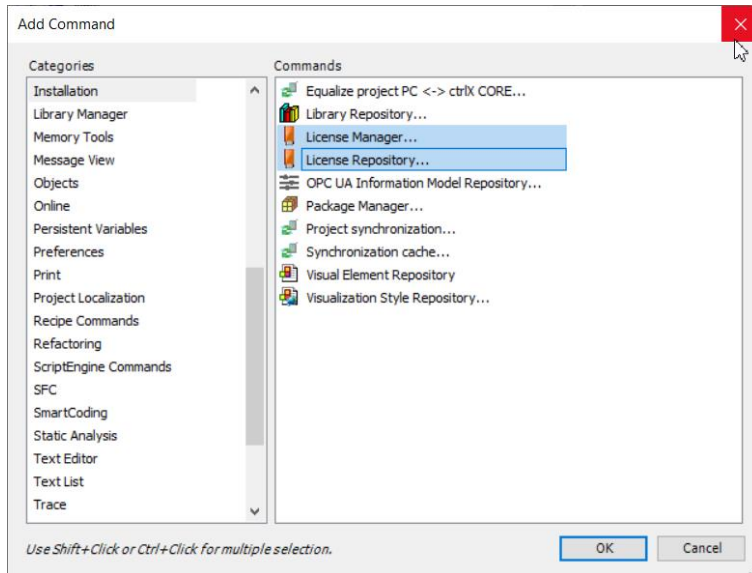 Add Command
Categories
Installation
Library Manager
Memory Tools
Message View
Objects
Online
Persistent Variables
Preferences
Print
Project Localization
Recipe Commands
Refactoring
ScriptEngine Commands
SFC
SmartCoding
Static Analysis
Text Editor
Text List
Trace
Commands
Equalize project PC <-> ctrlX CORE...
Library Repository...
License Manager...
License Repository...
OPC UA Information Model Repository...
Package Manager...
Project synchronization...
Synchronization cache...
Visual Element Repository
Visualization Style Repository...
Use Shift+Click or Ctrl+Click for multiple selection.
OK
Cancel